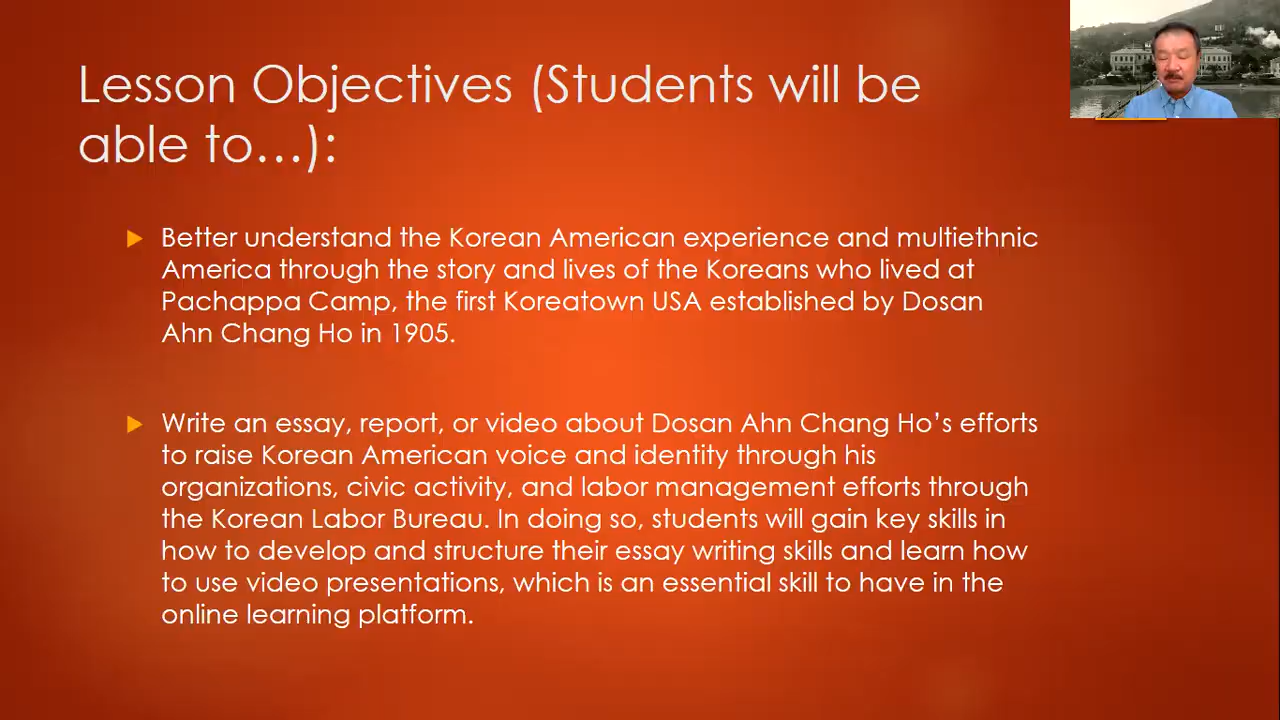 Lesson Objectives (Students will be
able to…):
Better understand the Korean American experience and multiethnic
America through the story and lives of the Koreans who lived at
Pachappa Camp, the first Koreatown USA established by Dosan
Ahn Chang Ho in 1905.
Write an essay, report, or video about Dosan Ahn Chang Ho’s efforts
to raise Korean American voice and identity through his
organizations, civic activity, and labor management efforts through
the Korean Labor Bureau. In doing so, students will gain key skills in
how to develop and structure their essay writing skills and learn how
to use video presentations, which is an essential skill to have in the
online learning platform.